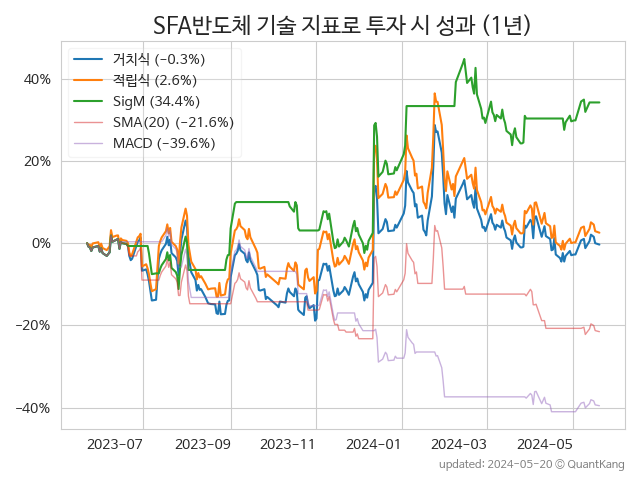 SFA반도체 기술 지표로 투자 시 성과 (1년)
거치식 (−0.3%)
적립식 (2.6%)
SigM (34.4%)
SMA(20) (−21.6%)
MACD (−39.6%)
40%
20%
0%
−20%
−40%
2023-07
2023-09
2023-11
2024-01
2024-03
2024-05
updated: 2024-05-20 © QuantKang